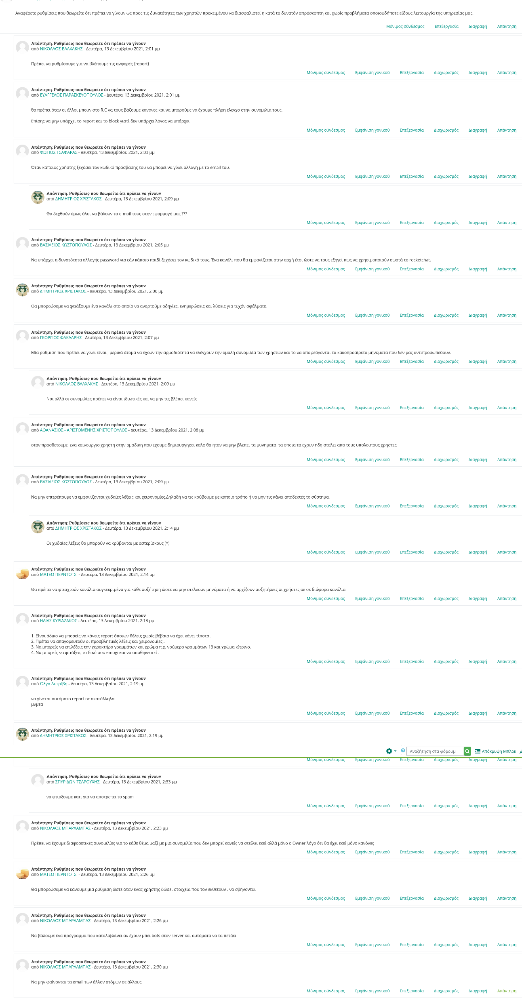 Αναφέρετε ρυθμίσεις που θεωρείτε ότι πρέπει να γίνουν ως προς τις δυνατότητες των χρηστών προκειμένου να διασφαλιστεί η κατά το δυνατόν απρόσκοπτη και χωρίς προβλήματα οποιουδήποτε είδους λειτουργία της υπηρεσίας μας.
Μόνιμος σύνδεσμος Επεξεργασία Διαγραφή Απάντηση
Απάντηση: Ρυθμίσεις που θεωρείτε ότι πρέπει να γίνουν
από ΝΙΚΟΛΑΟΣ ΒΛΑΧΑΚΗΣ - Δευτέρα, 13 Δεκεμβρίου 2021, 2:01 μμ
Πρέπει να ρυθμίσουμε για να βλέπουμε τις ανφορές {report}
Μόνιμος σύνδεσμος Εμφάνιση γονικού Επεξεργασία Διαχωρισμός Διαγραφή Απάντηση
Απάντηση: Ρυθμίσεις που θεωρείτε ότι πρέπει να γίνουν
από ΕΥΑΓΓΕΛΟΣ ΠΑΡΑΣΚΕΥΟΠΟΥΛΟΣ - Δευτέρα, 13 Δεκεμβρίου 2021, 2:01 μμ
θα πρέπει όταν οι άλλοι μπουν στο R.C να τους βάζουμε κανόνες και να μπορούμε να έχουμε πλήρη έλεγχο στην συνομιλία τους.
Επίσης να μην υπάρχει το report και το block γιατί δεν υπάρχει λόγος να υπάρχει
Μόνιμος σύνδεσμος Εμφάνιση γονικού Επεξεργασία Διαχωρισμός Διαγραφή Απάντηση
Απάντηση: Ρυθμίσεις που θεωρείτε ότι πρέπει να γίνουν
από ΦΩΤΙΟΣ ΤΣΑΦΑΡΑΣ - Δευτέρα, 13 Δεκεμβρίου 2021, 2:03 μμ
Όταν κάποιος χρήστης ξεχάσει τον κωδικό πρόσβασης του να μπορεί να γίνει αλλαγή με το email του.
Μόνιμος σύνδεσμος Εμφάνιση γονικού Επεξεργασία Διαχωρισμός Διαγραφή Απάντηση
Απάντηση: Ρυθμίσεις που θεωρείτε ότι πρέπει να γίνουν
από ΔΗΜΗΤΡΙΟΣ ΧΡΙΣΤΑΚΟΣ - Δευτέρα, 13 Δεκεμβρίου 2021, 2:09 μμ
Θα δεχθούν όμως όλοι να βάλουν τα e-mail τους στην εφαρμογή μας ???
Μόνιμος σύνδεσμος Εμφάνιση γονικού Επεξεργασία Διαχωρισμός Διαγραφή Απάντηση
Απάντηση: Ρυθμίσεις που θεωρείτε ότι πρέπει να γίνουν
από ΒΑΣΙΛΕΙΟΣ ΚΩΣΤΟΠΟΥΛΟΣ - Δευτέρα, 13 Δεκεμβρίου 2021, 2:05 μμ
Να υπάρχει η δυνατότητα αλλαγής password για εάν κάποιο παιδί ξεχάσει τον κωδικό τους. Ένα κανάλι που θα εμφανίζεται στην αρχή έτσι ώστε να τους εξηγεί πως να χρησιμοποιούν σωστά το rocketchat.
Μόνιμος σύνδεσμος Εμφάνιση γονικού Επεξεργασία Διαχωρισμός Διαγραφή Απάντηση
Απάντηση: Ρυθμίσεις που θεωρείτε ότι πρέπει να γίνουν
από ΔΗΜΗΤΡΙΟΣ ΧΡΙΣΤΑΚΟΣ - Δευτέρα, 13 Δεκεμβρίου 2021, 2:06 μμ
Θα μπορούσαμε να φτιάξουμε ένα κανάλι στο οποίο να αναρτούμε οδηγίες, ενημερώσεις και λύσεις για τυχόν σφάλματα
Μόνιμος σύνδεσμος Εμφάνιση γονικού Επεξεργασία Διαχωρισμός Διαγραφή Απάντηση
Απάντηση: Ρυθμίσεις που θεωρείτε ότι πρέπει να γίνουν
από ΓΕΩΡΓΙΟΣ ΦΑΚΛΑΡΗΣ - Δευτέρα, 13 Δεκεμβρίου 2021, 2:07 μμ
Μία ρύθμιση που πρέπει να γίνει είναι , μερικά άτομα να έχουν την αρμοδιότητα να ελέγχουν την ομαλή συνομιλία των χρηστών και το να αποφεύγονται τα κακοπροαίρετα μηνύματα που δεν μας αντιπροσωπεύουν.
Μόνιμος σύνδεσμος Εμφάνιση γονικού Επεξεργασία Διαχωρισμός Διαγραφή Απάντηση
Απάντηση: Ρυθμίσεις που θεωρείτε ότι πρέπει να γίνουν
από ΝΙΚΟΛΑΟΣ ΒΛΑΧΑΚΗΣ - Δευτέρα, 13 Δεκεμβρίου 2021, 2:09 μμ
Ναι αλλά οι συνομιλίες πρέπει να είναι ιδιωτικές και να μην τις βλέπει κανείς
Μόνιμος σύνδεσμος Εμφάνιση γονικού Επεξεργασία Διαχωρισμός Διαγραφή Απάντηση
Απάντηση: Ρυθμίσεις που θεωρείτε ότι πρέπει να γίνουν
από ΑΘΑΝΑΣΙΟΣ - ΑΡΙΣΤΟΜΕΝΗΣ ΧΡΙΣΤΟΠΟΥΛΟΣ - Δευτέρα, 13 Δεκεμβρίου 2021, 2:08 μμ
οταν προσθετουμε ενα καινουργιο χρηστη στην ομαδικη που εχουμε δημιουργησει καλο θα ηταν να μην βλεπει τα μυνηματα τα οποια τα εχουν ηδη σταλει απο τους υπολοιπους χρηστες
Μόνιμος σύνδεσμος Εμφάνιση γονικού Επεξεργασία Διαχωρισμός Διαγραφή Απάντηση
Απάντηση: Ρυθμίσεις που θεωρείτε ότι πρέπει να γίνουν
από ΒΑΣΙΛΕΙΟΣ ΚΩΣΤΟΠΟΥΛΟΣ - Δευτέρα, 13 Δεκεμβρίου 2021, 2:09 μμ
Να μην επιτρέπουμε να εμφανίζονται χυδαίες λέξεις και χειρονομίες.Δηλαδή να τις κρύβουμε με κάποιο τρόπο ή να μην τις κάνει αποδεκτές το σύστημα.
Μόνιμος σύνδεσμος Εμφάνιση γονικού Επεξεργασία Διαχωρισμός Διαγραφή Απάντηση
Απάντηση: Ρυθμίσεις που θεωρείτε ότι πρέπει να γίνουν
από ΔΗΜΗΤΡΙΟΣ ΧΡΙΣΤΑΚΟΣ - Δευτέρα, 13 Δεκεμβρίου 2021, 2:14 μμ
Οι χυδαίες λέξεις θα μπορούν να κρύβονται με αστερίσκους (*)
Μόνιμος σύνδεσμος Εμφάνιση γονικού Επεξεργασία Διαχωρισμός Διαγραφή Απάντηση
Απάντηση: Ρυθμίσεις που θεωρείτε ότι πρέπει να γίνουν
από ΜΑΤΕΟ ΠΕΡΝΤΟΤΣΙ - Δευτέρα, 13 Δεκεμβρίου 2021, 2:14 μμ
Θα πρέπει να φτιαχτούν κανάλια συγκεκριμένα για κάθε συζήτηση ώστε να μην στέλνουν μηνύματα ή να αρχίζουν συζητήσεις οι χρήστες σε σε διάφορα κανάλια
Μόνιμος σύνδεσμος Εμφάνιση γονικού Επεξεργασία Διαχωρισμός Διαγραφή Απάντηση
Απάντηση: Ρυθμίσεις που θεωρείτε ότι πρέπει να γίνουν
από ΗΛΙΑΣ ΚΥΡΙΑΖΑΚΟΣ - Δευτέρα, 13 Δεκεμβρίου 2021, 2:18 μμ
1. Είναι άδικο να μπορείς να κάνεις report όποιων θέλεις χωρίς βέβαια να έχει κάνει τίποτα .
2. Πρέπει να απαγορευτούν οι προσβλητικές λέξεις και χειρονομίες .
3. Να μπορείς να επιλέξεις την χαρακτήρα γραμμάτων και χρώμα π.χ. νούμερο γραμμάτων 13 και χρώμα κίτρινο.
4. Να μπορείς να φτιάξεις το δικό σου emogi και να αποθηκευτεί .
Μόνιμος σύνδεσμος Εμφάνιση γονικού Επεξεργασία Διαχωρισμός Διαγραφή Απάντηση
Απάντηση: Ρυθμίσεις που θεωρείτε ότι πρέπει να γίνουν
από Όλγα Λυτρίβη - Δευτέρα, 13 Δεκεμβρίου 2021, 2:19 μμ
να γίνεται αυτόματο report σε ακατάλληλα
μνμτα
Μόνιμος σύνδεσμος Εμφάνιση γονικού Επεξεργασία Διαχωρισμός Διαγραφή Απάντηση
Απάντηση: Ρυθμίσεις που θεωρείτε ότι πρέπει να γίνουν
από ΔΗΜΗΤΡΙΟΣ ΧΡΙΣΤΑΚΟΣ - Δευτέρα, 13 Δεκεμβρίου 2021, 2:19 μμ
Αναζήτηση στα φόρουμ Απόκρυψη Μπλοκ
Μόνιμος σύνδεσμος Εμφάνιση γονικού Επεξεργασία Διαχωρισμός Διαγραφή Απάντηση
Απάντηση: Ρυθμίσεις που θεωρείτε ότι πρέπει να γίνουν
από ΣΠΥΡΙΔΩΝ ΤΣΑΡΟΥΧΗΣ - Δευτέρα, 13 Δεκεμβρίου 2021, 2:33 μμ
να φτιαξουμε κατι για να αποτρεπει το spam
Μόνιμος σύνδεσμος Εμφάνιση γονικού Επεξεργασία Διαχωρισμός Διαγραφή Απάντηση
Απάντηση: Ρυθμίσεις που θεωρείτε ότι πρέπει να γίνουν
από ΝΙΚΟΛΑΟΣ ΜΠΑΡΛΑΜΠΑΣ - Δευτέρα, 13 Δεκεμβρίου 2021, 2:23 μμ
Πρέπει να έχουμε διαφορετικές συνομιλίες για το κάθε θέμα μαζί με μια συνομιλία που δεν μπορεί κανείς να στείλει εκεί αλλά μόνο ο Owner λόγο ότι θα έχει εκεί μόνο κανόνες
Μόνιμος σύνδεσμος Εμφάνιση γονικού Επεξεργασία Διαχωρισμός Διαγραφή Απάντηση
Απάντηση: Ρυθμίσεις που θεωρείτε ότι πρέπει να γίνουν
από ΜΑΤΕΟ ΠΕΡΝΤΟΤΣΙ - Δευτέρα, 13 Δεκεμβρίου 2021, 2:26 μμ
Θα μπορούσαμε να κάνουμε μια ρύθμιση ώστε όταν ένας χρήστης δώσει στοιχεία που τον εκθέτουν , να σβήνονται
Μόνιμος σύνδεσμος Εμφάνιση γονικού Επεξεργασία Διαχωρισμός Διαγραφή Απάντηση
Απάντηση: Ρυθμίσεις που θεωρείτε ότι πρέπει να γίνουν
από ΝΙΚΟΛΑΟΣ ΜΠΑΡΛΑΜΠΑΣ - Δευτέρα, 13 Δεκεμβρίου 2021, 2:26 μμ
Να βάλουμε ένα πρόγραμμα που καταλαβαίνει αν έχουν μπει bots στον server και αυτόματα να τα πετάει
Μόνιμος σύνδεσμος Εμφάνιση γονικού Επεξεργασία Διαχωρισμός Διαγραφή Απάντηση
Απάντηση: Ρυθμίσεις που θεωρείτε ότι πρέπει να γίνουν
από ΝΙΚΟΛΑΟΣ ΜΠΑΡΛΑΜΠΑΣ - Δευτέρα, 13 Δεκεμβρίου 2021, 2:30 μμ
Να μην φαίνονται τα email των άλλον ατόμων σε άλλους
Μόνιμος σύνδεσμος Εμφάνιση γονικού Επεξεργασία Διαχωρισμός Διαγραφή Απάντηση